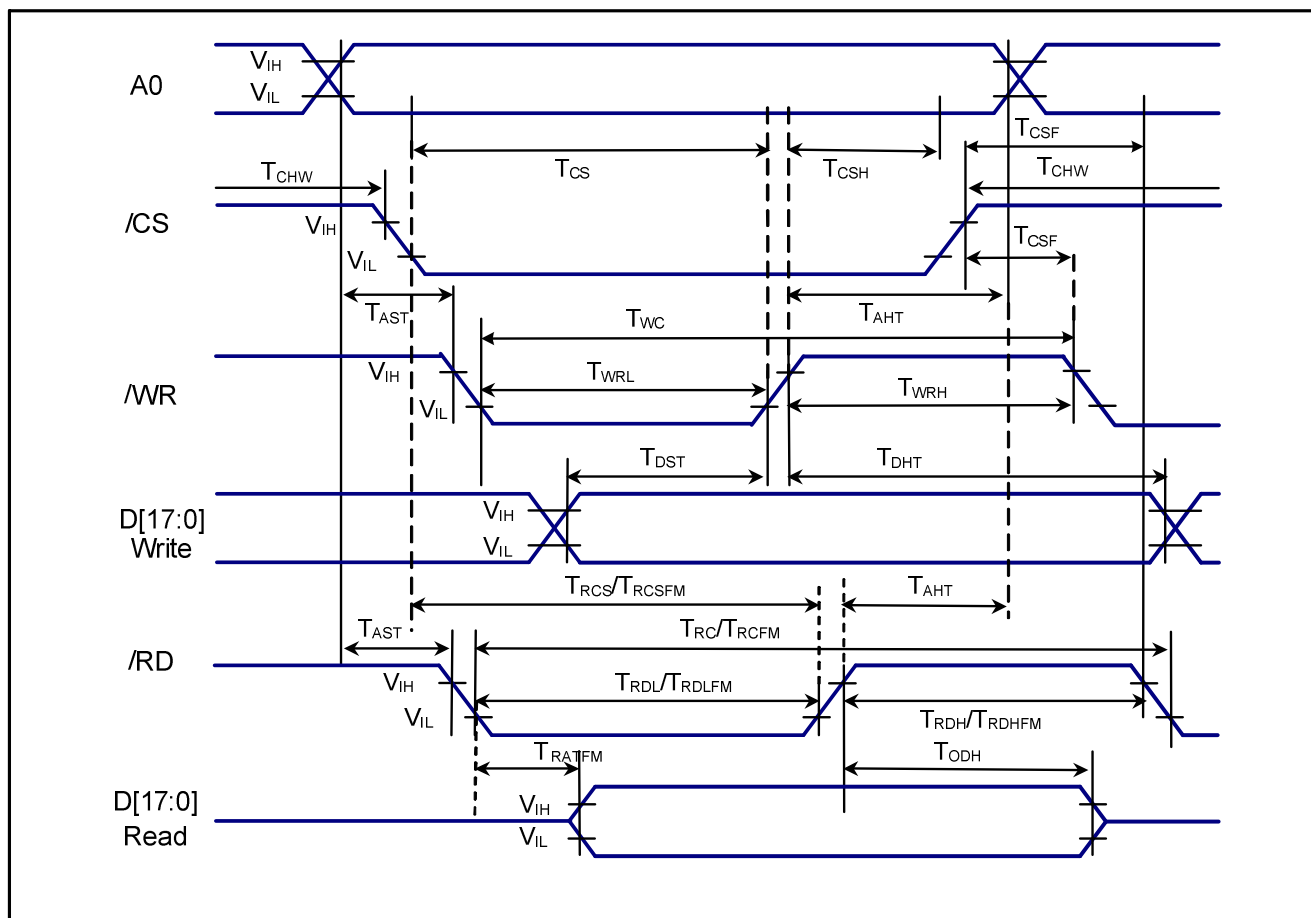 VIH
A0
VIL
TCSF
TCHW
TCS
TCSH
TCHW
/CS
VIH
TCSF
VIL
TAST
TWC
TAHT
/WR
VIH
TWRL
VIL
TWRH
TDST
TDHT
D[17:0]
Write
VIH
VIL
TRCS/TRCSFM
TAHT
TAST
TRC/TRCFM
/RD
VIH
TRDL/TRDLFM
VIL
TRDH/TRDHFM
TRATFM
TODH
D[17:0]
Read
VIH
VIL